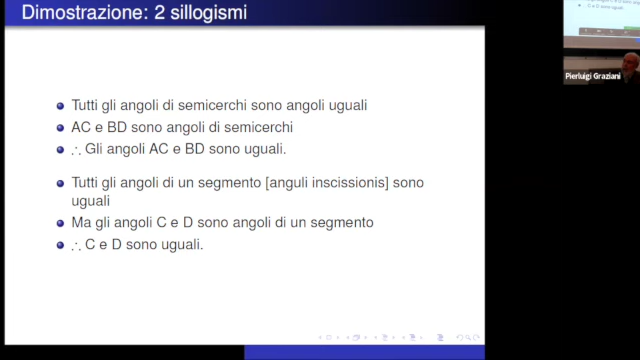 Dimostrazione: 2 sillogismi
Tutti gli angoli di semicerchi sono angoli uguali
AC e BD sono angoli di semicerchi
∴ Gli angoli AC e BD sono uguali.
Tutti gli angoli di un segmento [anguli inscissionis] sono
uguali
Ma gli angoli C e D sono angoli di un segmento
∴ C e D sono uguali.
C e D sono uguali
Pierluigi Graziani